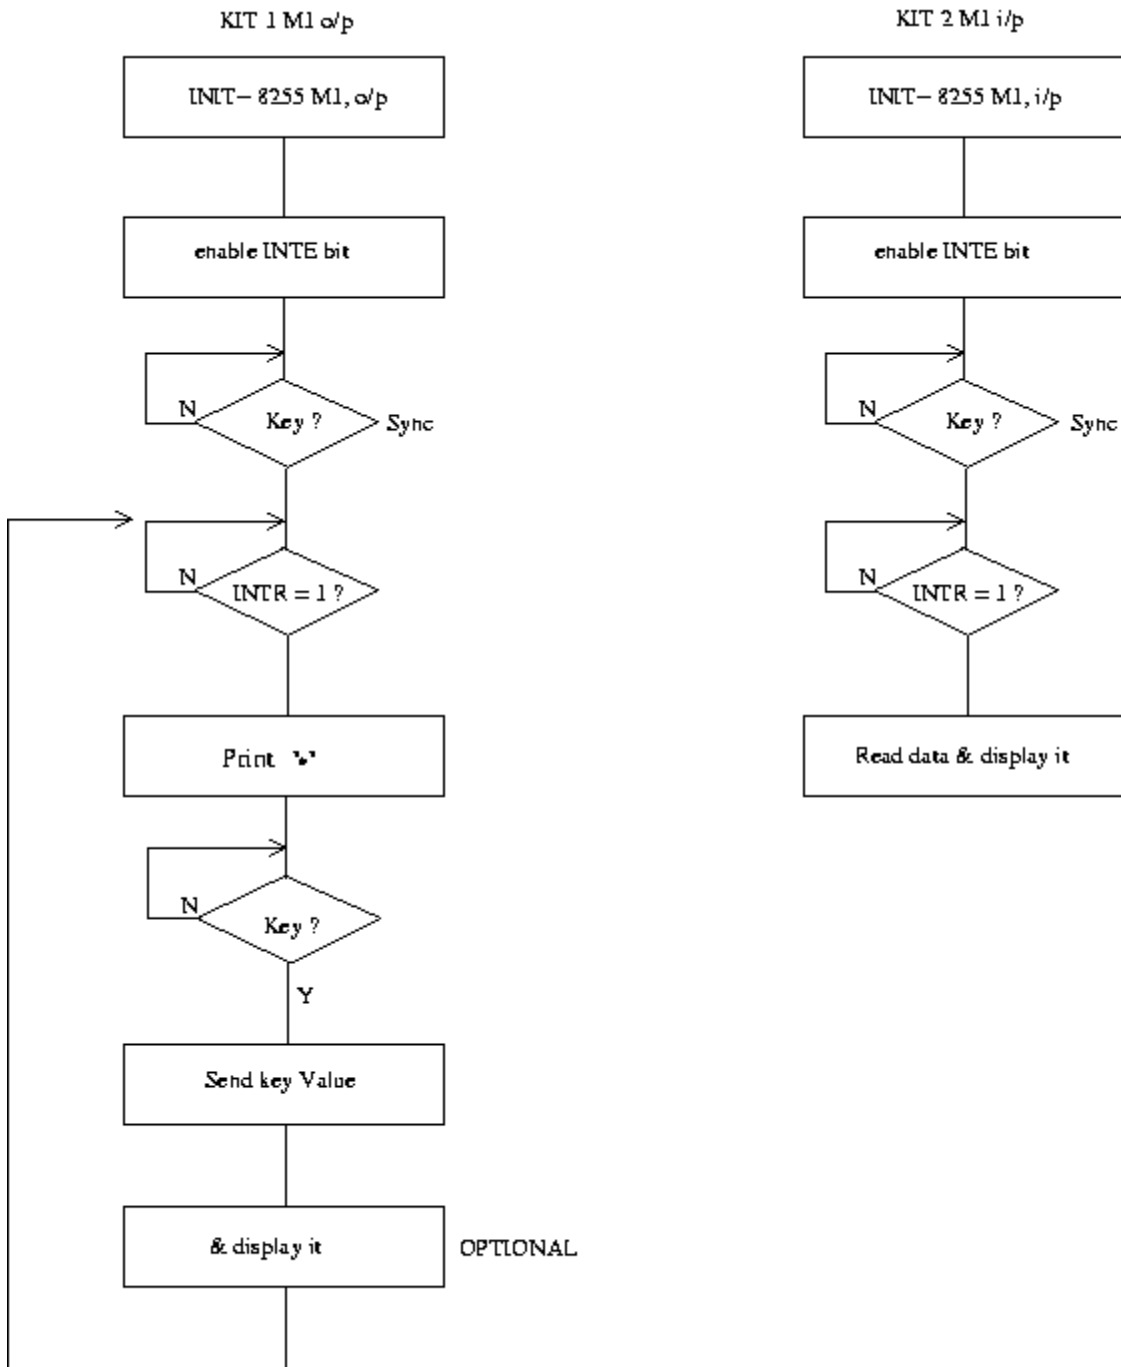 KIT 1 M1 o/p
INIT– 8255 M1, o/p
enable INTE bit
N
Key ?
Sync
N
INTR = 1 ?
Print
N
Key ?
Y
Send key Value
& display it
OPTIONAL
KIT 2 M1 i/p
INIT– 8255 M1, i/p
enable INTE bit
N
Key ?
Sync
N
INTR = 1 ?
Read data & display it